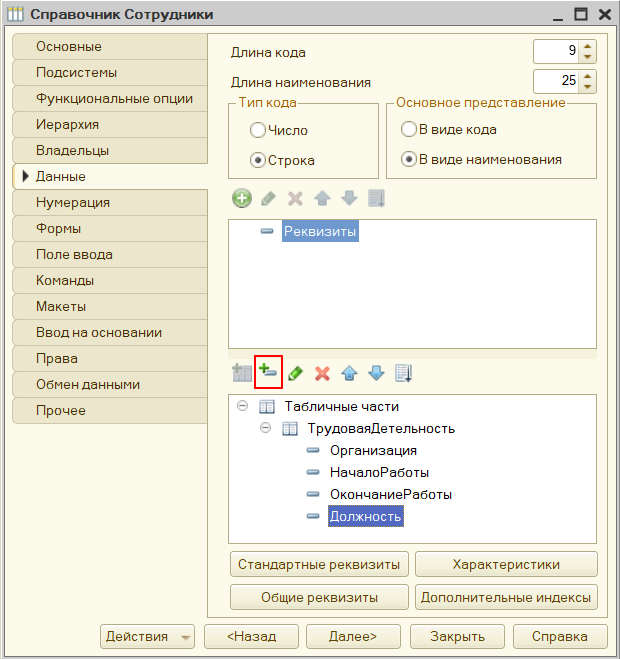 Справочник Сотрудники
Основные
Подсистемы
Функциональные опции
Иерархия
Владельцы
Данные
Нумерация
Формы
Поле ввода
Команды
Макеты
Ввод на основании
Права
Обмен данными
Прочее
Длина кода 9
Длина наименования 25
Тип кода
Число
Строка
Основное представление
В виде кода
В виде наименования
Реквизиты
Табличные части
ТрудоваяДетельность
Организация
НачалоРаботы
ОкончаниеРаботы
Должность
Стандартные реквизиты Характеристики
Общие реквизиты Дополнительные индексы
Действия <Назад Далее> Закрыть Справка